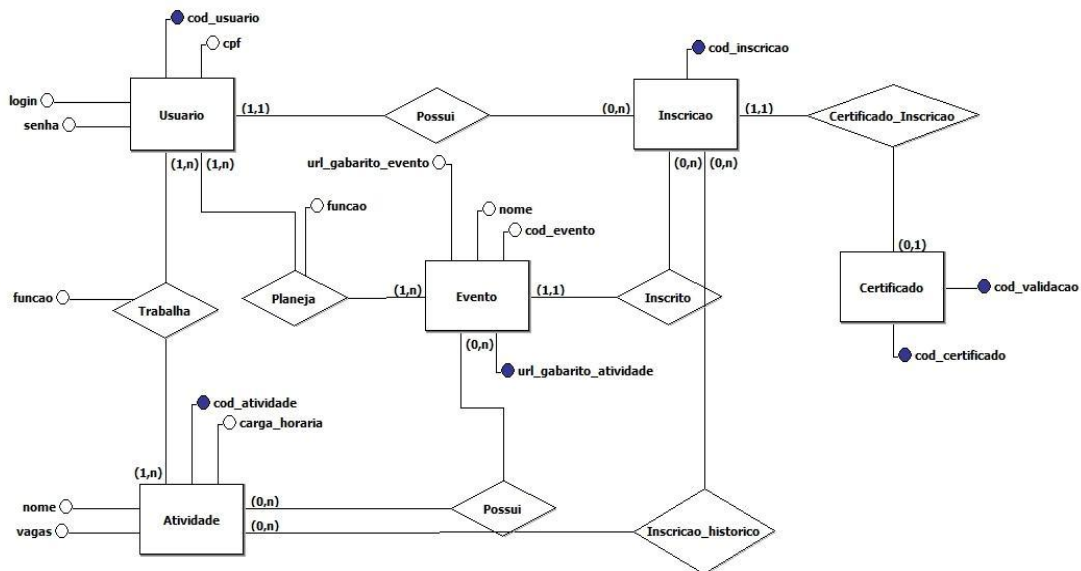 cod_usuario
cpf
login
senha
Usuario
(1,1)
Possui
(0,n)
cod_inscricao
Inscricao
(1,1)
Certificado_Inscricao
(1,n) (1,n)
(0,n) (0,n)
url_gabarito_evento
funcao
nome
cod_evento
(0,1)
funcao
Trabalha
Planeja
(1,n)
Evento
(1,1)
Inscrito
Certificado
cod_validacao
(0,n)
url_gabarito_atividade
cod_certificado
cod_atividade
carga_horaria
(1,n)
nome
vagas
Atividade
(0,n)
(0,n)
Possui
Inscricao_historico